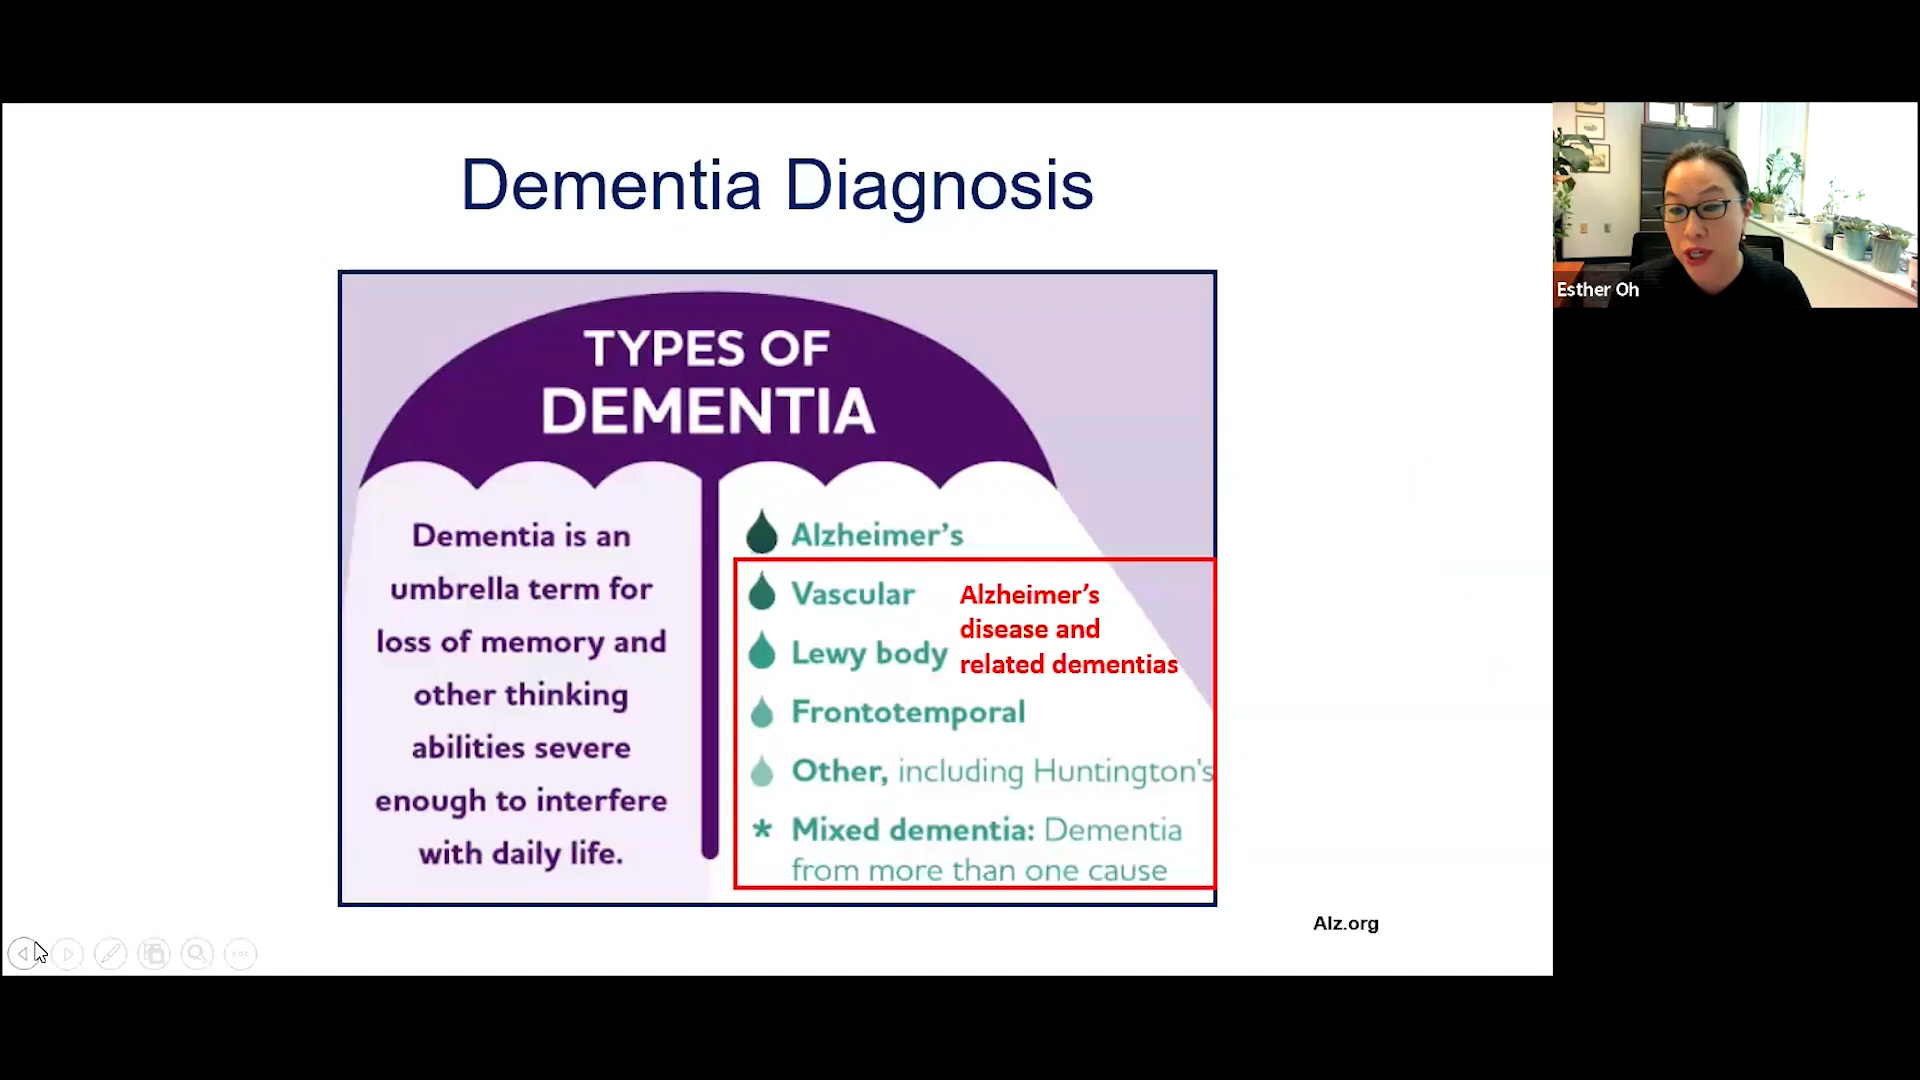 Dementia Diagnosis
TYPES OF
DEMENTIA
Dementia is an
umbrella term for
loss of memory and
other thinking
abilities severe
enough to interfere
with daily life.
Alzheimer's
Vascular
Lewy body
Frontotemporal
Other, including Huntington's
* Mixed dementia: Dementia
from more than one cause
Alzheimer's
disease and
related dementias
Alz.org
Esther Oh